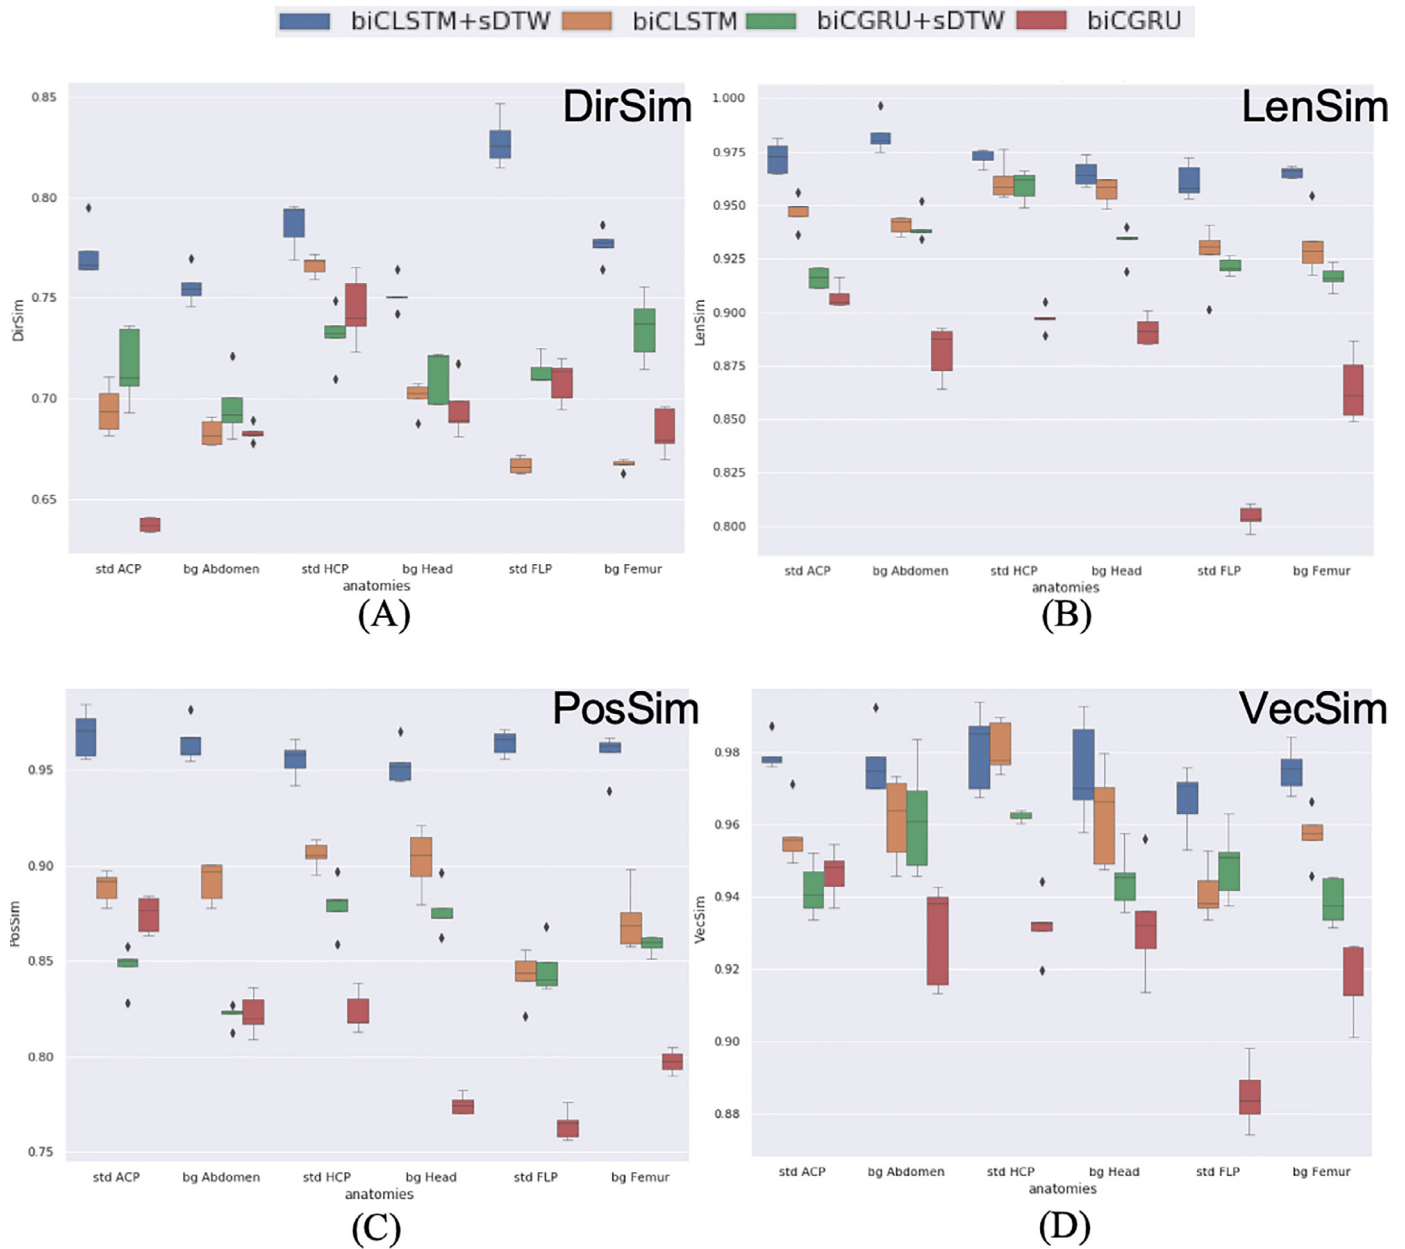 biCLSTM+sDTW biCLSTM biCGRU+sDTW biCGRU
DirSim
0.85
0.80
0.75
0.70
0.65
DirSim
std ACP bg Abdomen std HCP bg Head std FLP bg Femur
anatomies
(A)
LenSim
1.000
0.975
0.950
0.925
0.900
0.875
0.850
0.825
0.800
LenSim
std ACP bg Abdomen std HCP bg Head std FLP bg Femur
anatomies
(B)
PosSim
0.95
0.90
0.85
0.80
0.75
PosSim
std ACP bg Abdomen std HCP bg Head std FLP bg Femur
anatomies
(C)
VecSim
0.98
0.96
0.94
0.92
0.90
0.88
VecSim
std ACP bg Abdomen std HCP bg Head std FLP bg Femur
anatomies
(D)